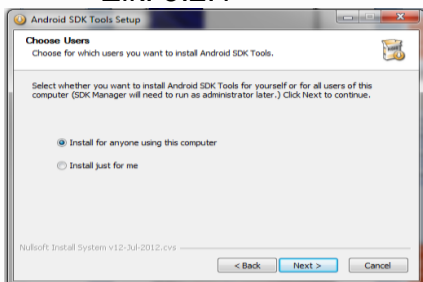 Android SDK Tools Setup
Choose Users
Choose for which users you want to install Android SDK Tools.
Select whether you want to install Android SDK Tools for yourself or for all users of this
computer (SDK Manager will need to run as administrator later.) Click Next to continue.
Install for anyone using this computer
Install just for me
Nullsoft Install System v12-Jul-2012.cvs
< Back Next > Cancel